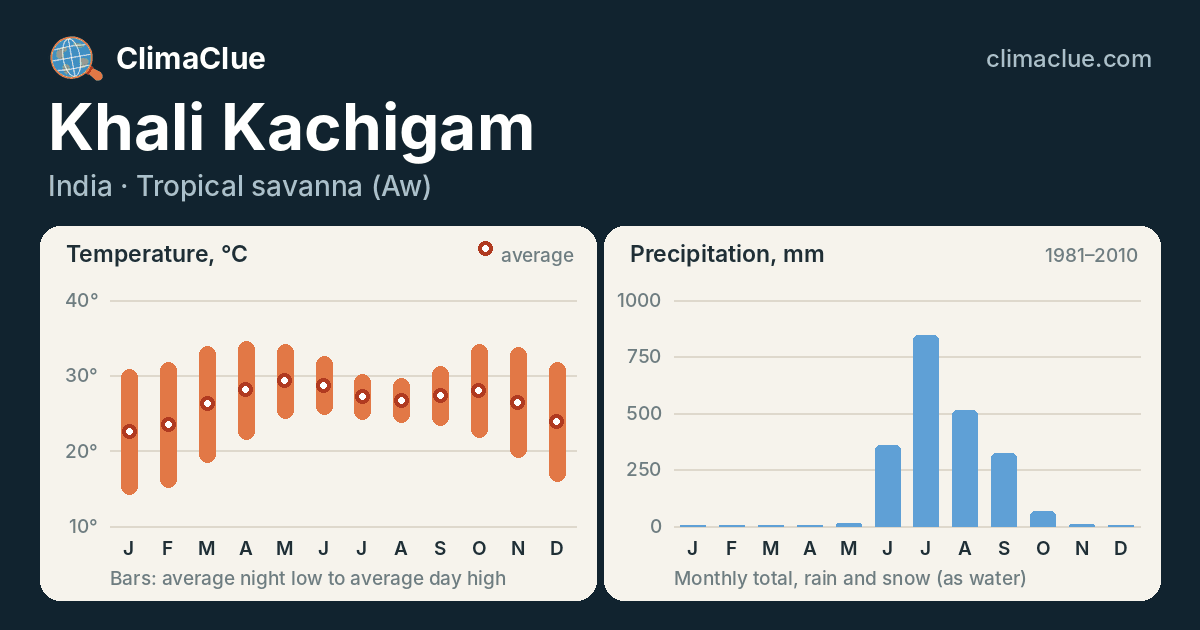 ClimaClue
climaclue.com
Khali Kachigam
India · Tropical savanna (Aw)
Temperature, °C
average
40°
30°
20°
10°
J F M A M J J A S O N D
Bars: average night low to average day high
Precipitation, mm
1981–2010
1000
750
500
250
0
J F M A M J J A S O N D
Monthly total, rain and snow (as water)